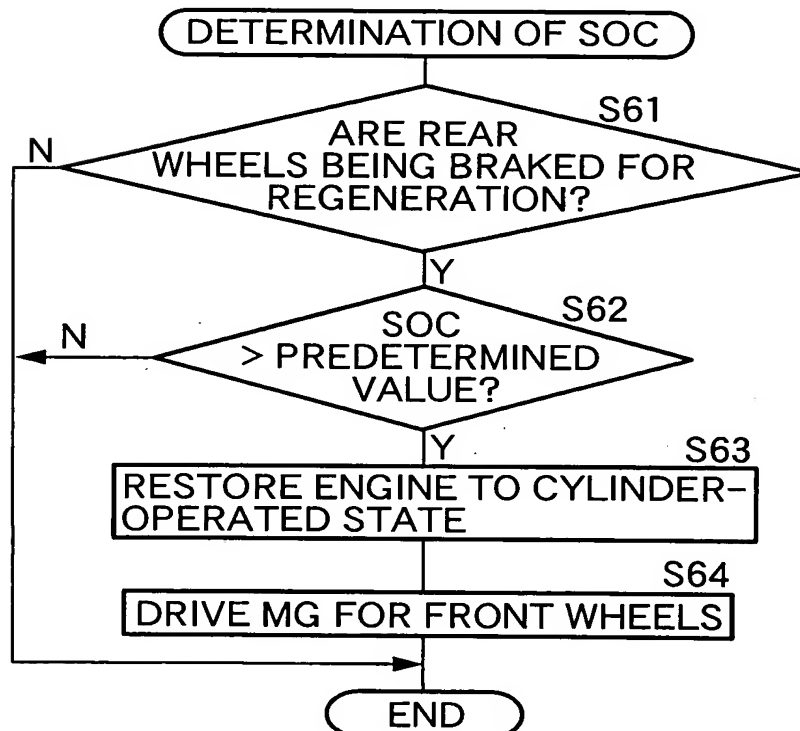 DETERMINATION OF SOC
S61
ARE REAR
WHEELS BEING BRAKED FOR
REGENERATION?
N
Y
S62
SOC
> PREDETERMINED
VALUE?
N
Y
S63
RESTORE ENGINE TO CYLINDER-
OPERATED STATE
S64
DRIVE MG FOR FRONT WHEELS
END